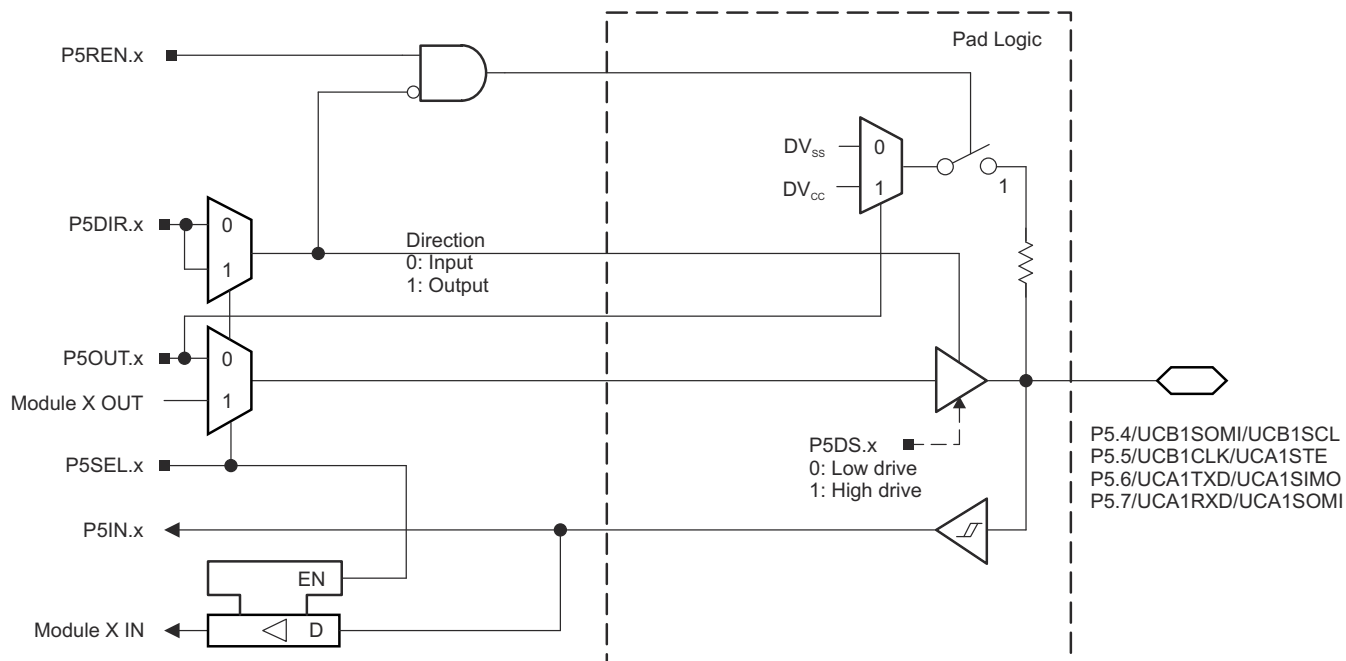 Pad Logic
P5REN.x
DVSS
0
DVCC
1
1
P5DIR.x
0
1
Direction
0: Input
1: Output
P5OUT.x
0
Module X OUT
1
P5DS.x
0: Low drive
1: High drive
P5.4/UCB1SOMI/UCB1SCL
P5.5/UCB1CLK/UCA1STE
P5.6/UCA1TXD/UCA1SIMO
P5.7/UCA1RXD/UCA1SOMI
P5SEL.x
P5IN.x
EN
Module X IN
D